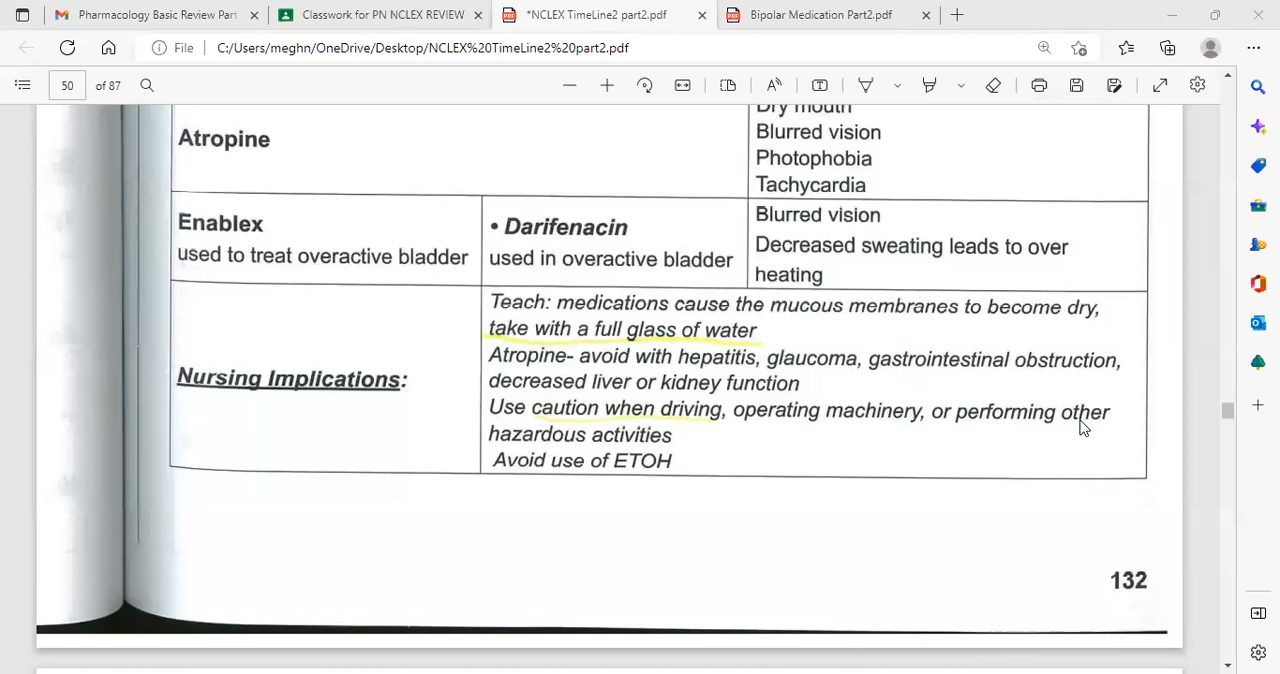 Pharmacology Basic Review Part
Classwork for PN NCLEX REVIEW
*NCLEX TimeLine2 part2.pdf
Bipolar Medication Part2.pdf
File
C:/Users/meghn/OneDrive/Desktop/NCLEX%20TimeLine2%20part2.pdf
50 of 87
Dry mouth
Atropine
Blurred vision
Photophobia
Tachycardia
Enablex
used to treat overactive bladder
• Darifenacin
used in overactive bladder
Blurred vision
Decreased sweating leads to over
heating
Nursing Implications:
Teach: medications cause the mucous membranes to become dry,
take with a full glass of water
Atropine- avoid with hepatitis, glaucoma, gastrointestinal obstruction,
decreased liver or kidney function
Use caution when driving, operating machinery, or performing other
hazardous activities
Avoid use of ETOH
132